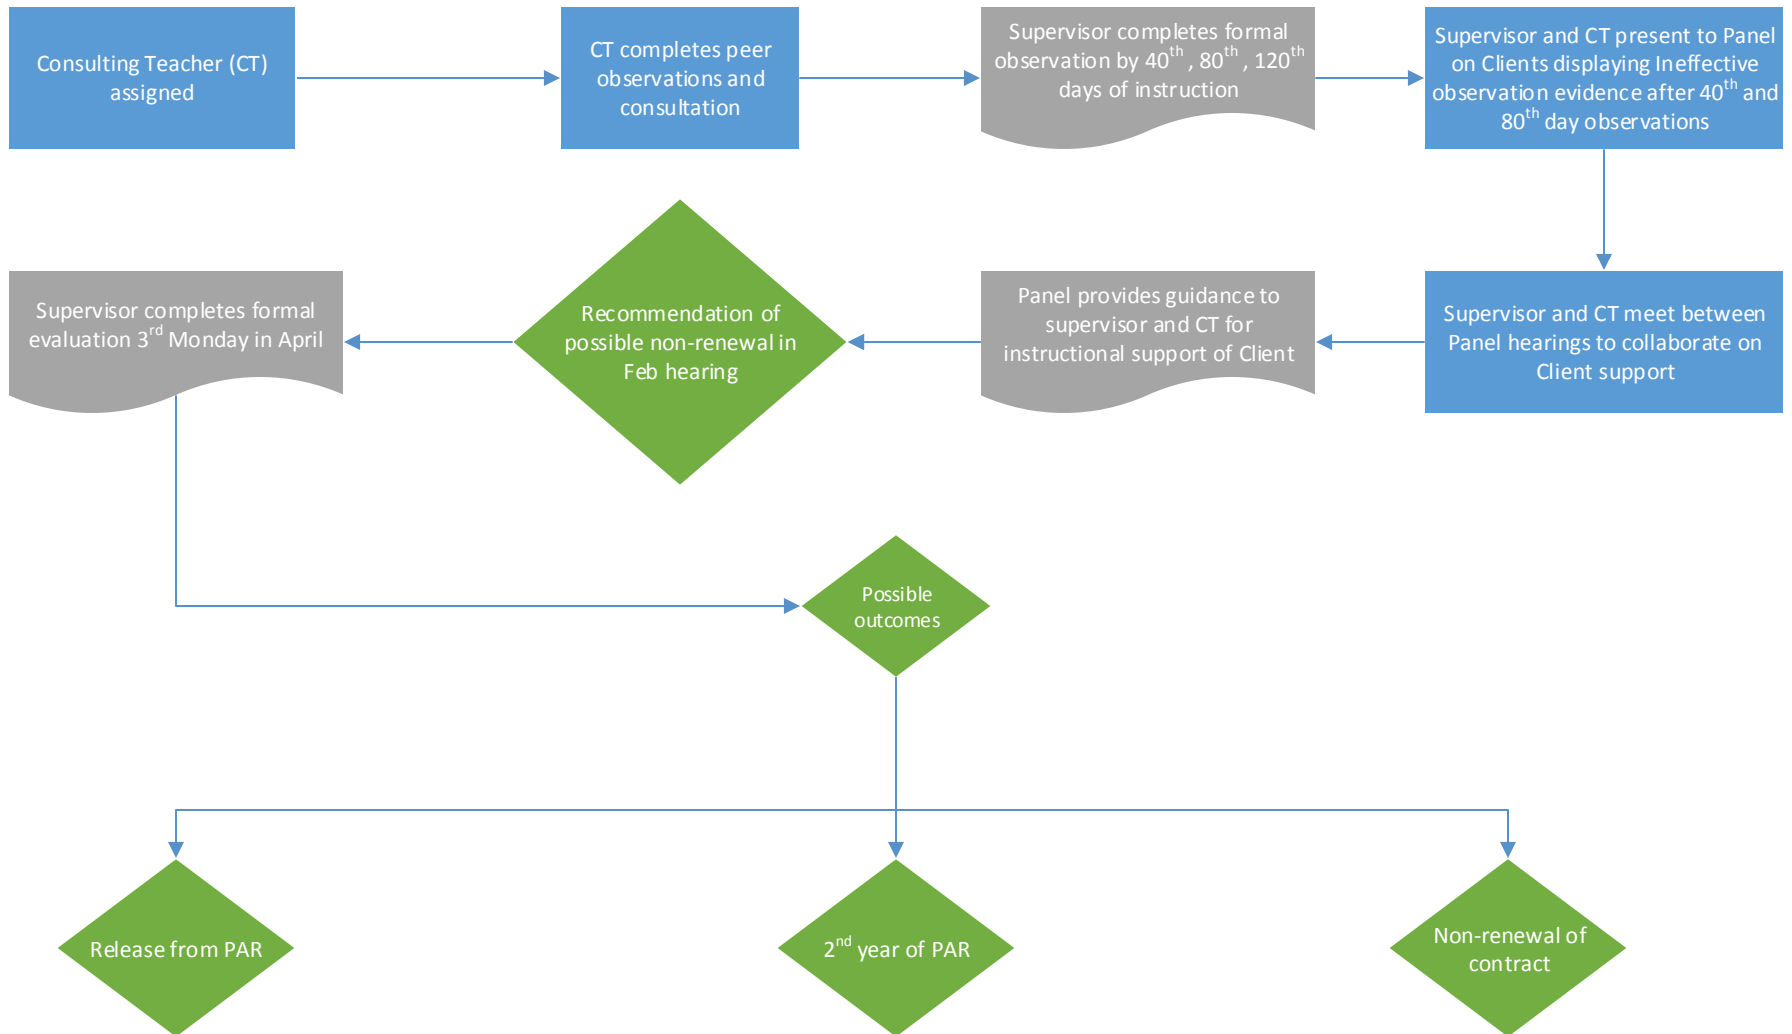 Consulting Teacher (CT)
assigned
CT completes peer
observations and
consultation
Supervisor completes formal
observation by 40th , 80th , 120th
days of instruction
Supervisor and CT present to Panel
on Clients displaying Ineffective
observation evidence after 40th and
80th day observations
Supervisor completes formal
evaluation 3rd Monday in April
Recommendation of
possible non-renewal in
Feb hearing
Panel provides guidance to
supervisor and CT for
instructional support of Client
Supervisor and CT meet between
Panel hearings to collaborate on
Client support
Possible
outcomes
Release from PAR
2nd year of PAR
Non-renewal of
contract